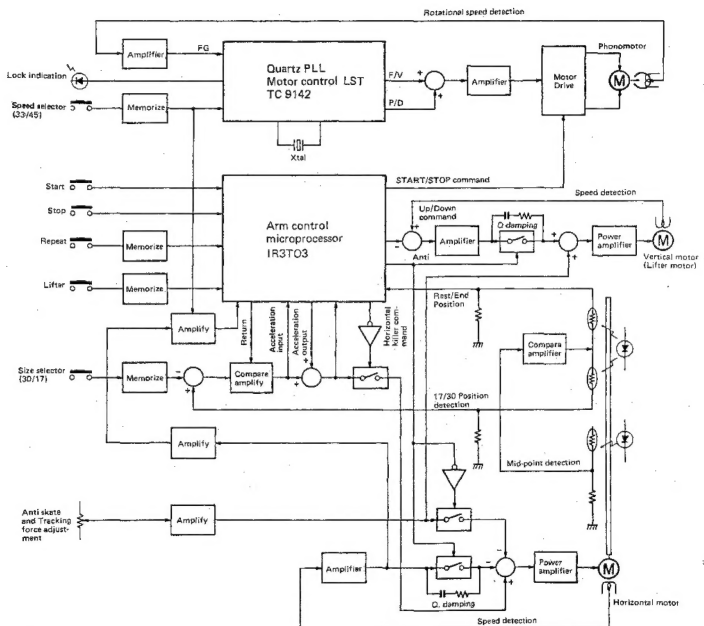 Rotational speed detection
Amplifier
FG
Quartz PLL
Motor control LST
TC 9142
F/V
P/D
+
+
Amplifier
Motor
Drive
Phonomotor
M
Lock indication
Speed selector
(33/45)
Memorize
Xtal
START/STOP command
Start
Stop
Repeat
Memorize
Lifter
Memorize
Arm control
microprocessor
IR3TO3
Up/Down
command
Speed detection
+
-
Amplifier
Q damping
+
+
Power
amplifier
M
Vertical motor
(Lifter motor)
Anti
Rest/End
Position
Amplify
Return
Acceleration
input
Acceleration
output
Horizontal
killer com-
mand
Compara
amplifier
Size selector
(30/17)
Memorize
-
+
Compare
amplify
+
+
17/30 Position
detection
Amplify
Mid-point detection
Anti skate
and Tracking
force adjust-
ment
Amplify
Amplifier
Q. damping
-
-
+
Power
amplifier
M
Horizontal motor
Speed detection